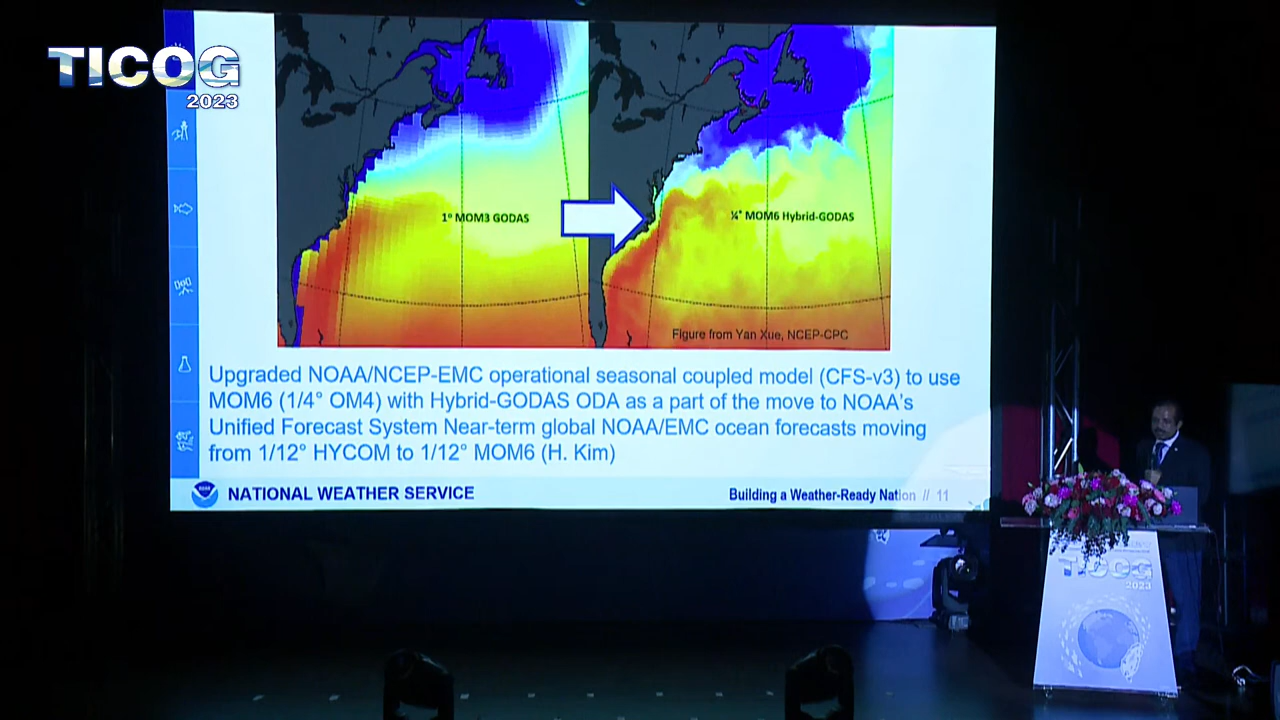 TICOG
2023
1º MOM3 GODAS
¼˚ MOM6 Hybrid-GODAS
Figure from Yan Xue, NCEP-CPC
Upgraded NOAA/NCEP-EMC operational seasonal coupled model (CFS-v3) to use
MOM6 (1/4° OM4) with Hybrid-GODAS ODA as a part of the move to NOAA's
Unified Forecast System Near-term global NOAA/EMC ocean forecasts moving
from 1/12° HYCOM to 1/12° MOM6 (H. Kim)
NATIONAL WEATHER SERVICE
Building a Weather-Ready Nation // 11
TICOG
2023